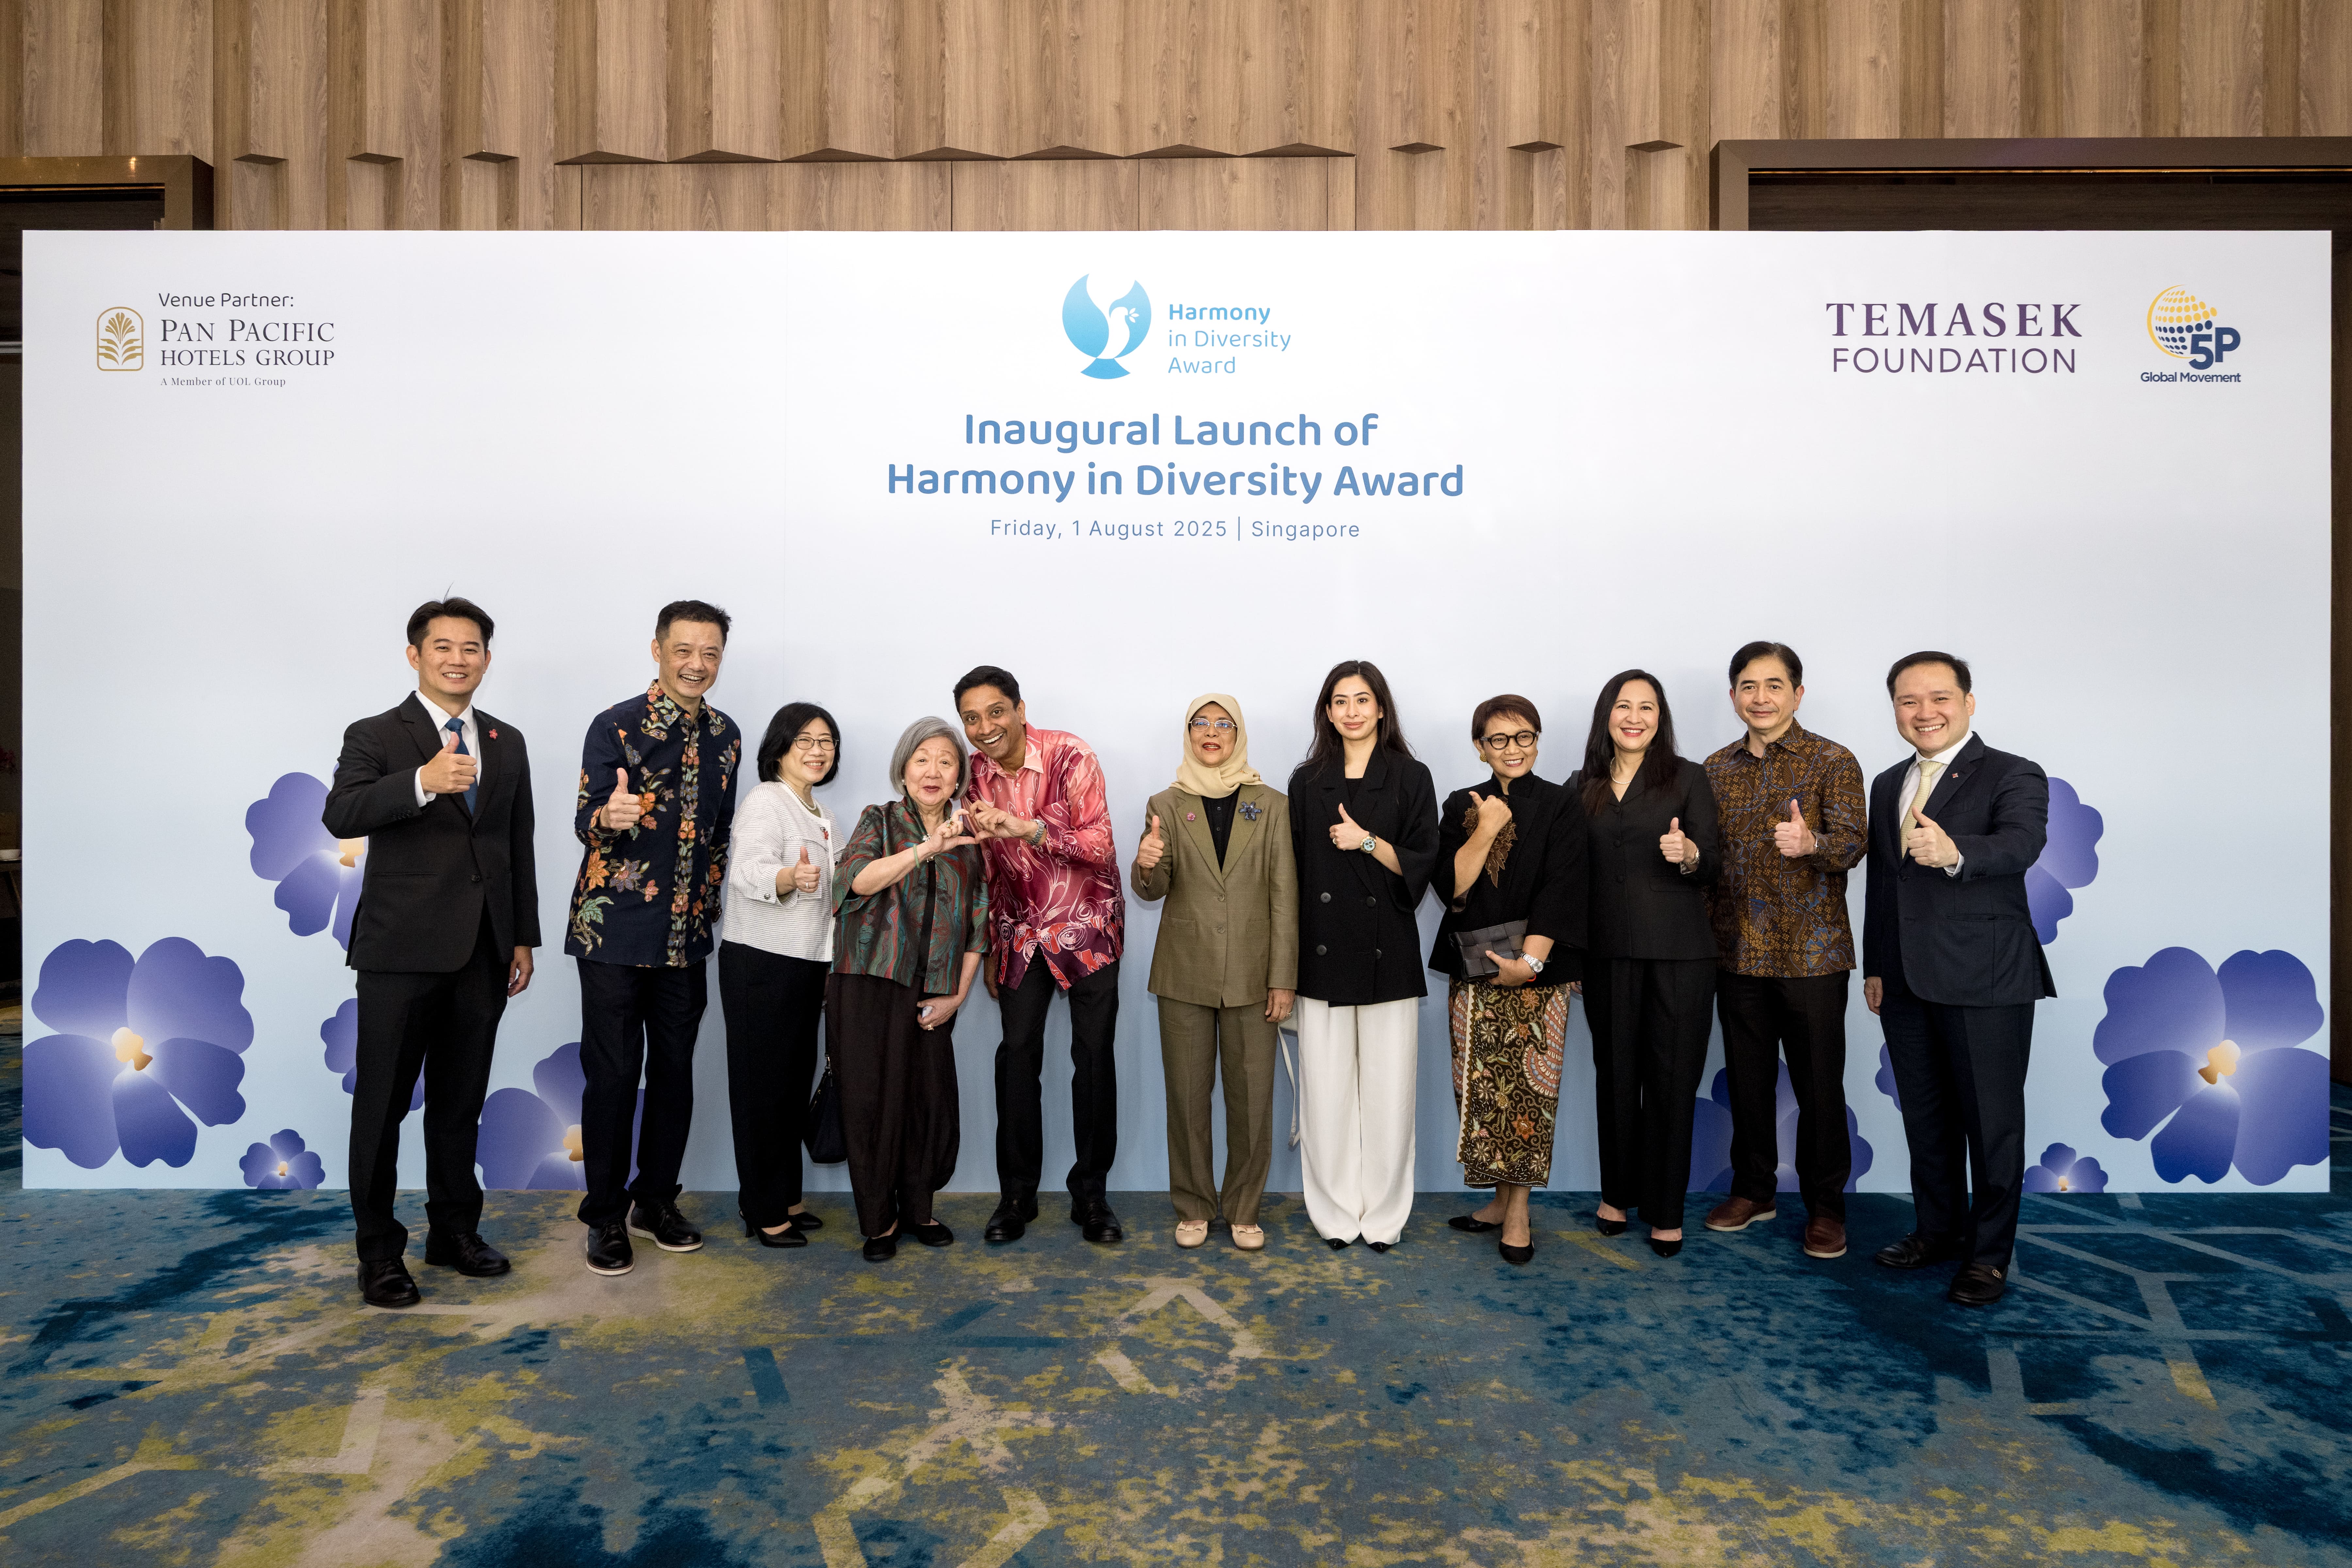 Venue Partner:
PAN PACIFIC
HOTELS GROUP
A Member of UOL Group
Harmony
in Diversity
Award
TEMASEK
FOUNDATION
5P
Global Movement
Inaugural Launch of
Harmony in Diversity Award
Friday, 1 August 2025 | Singapore